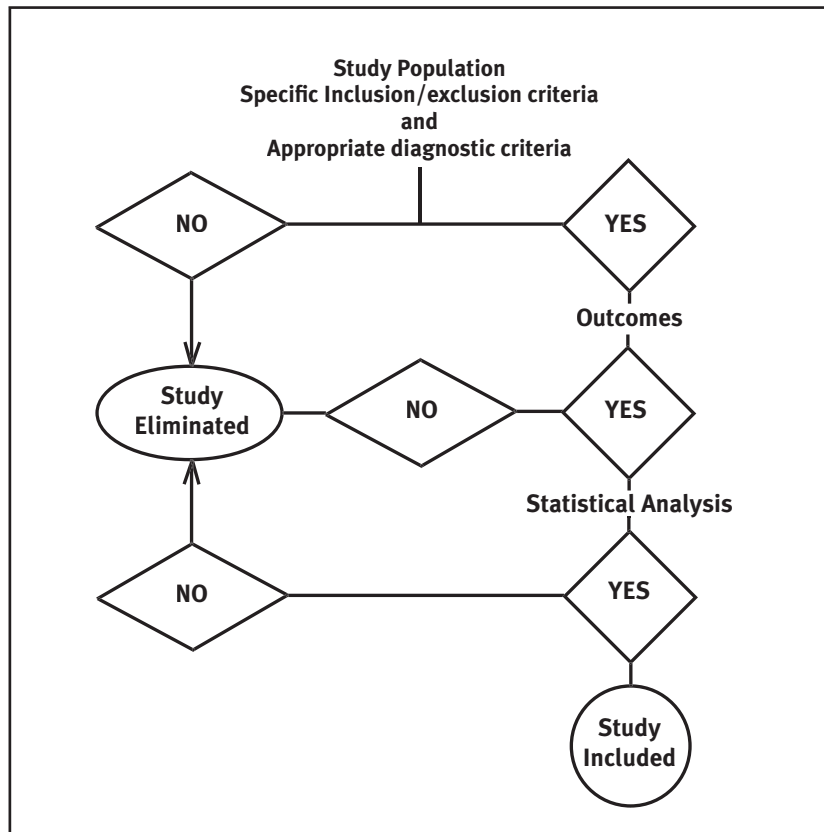 Study Population
Specific Inclusion/exclusion criteria
and
Appropriate diagnostic criteria
NO
YES
Outcomes
Study
Eliminated
NO
YES
Statistical Analysis
NO
YES
Study
Included